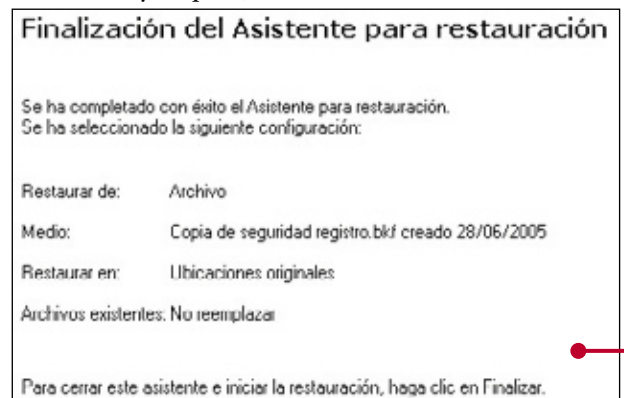 Finalización del Asistente para restauración
Se ha completado con éxito el Asistente para restauración.
Se ha seleccionado la siguiente configuración:
Restaurar de: Archivo
Medio: Copia de seguridad registro.bkf creado 28/06/2005
Restaurar en: Ubicaciones originales
Archivos existentes: No reemplazar
Para cerrar este asistente e iniciar la restauración, haga clic en Finalizar.